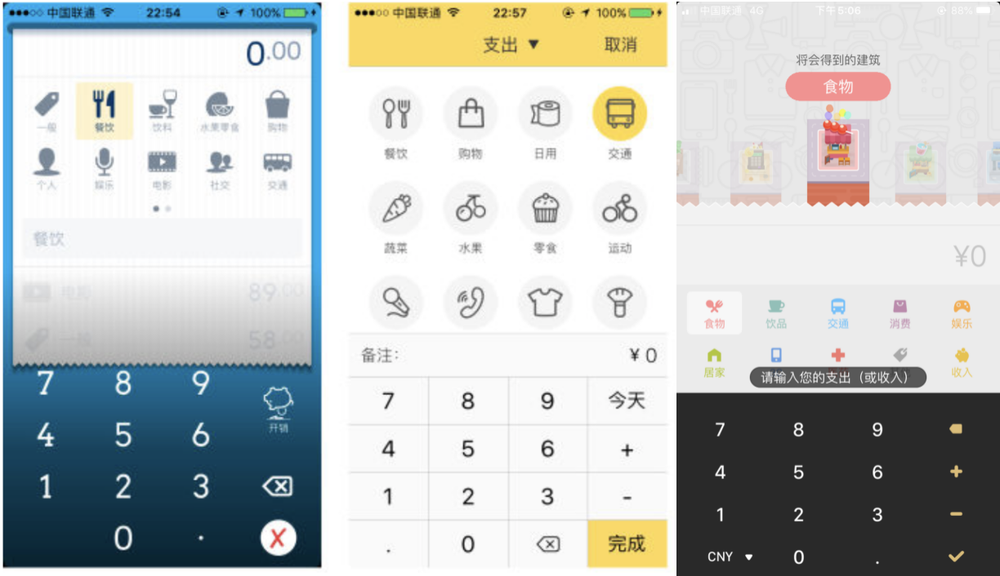 中国联通 22:54 100%
0.00
一般 餐饮 饮料 水果零食 购物
个人 娱乐 电影 社交 交通
餐饮
电影 89.00
一般 58.00
7 8 9
开销
4 5 6
1 2 3
0 .
中国联通 22:57 100%
支出 ▼ 取消
餐饮 购物 日用 交通
蔬菜 水果 零食 运动
备注: ¥ 0
7 8 9 今天
4 5 6 +
1 2 3 -
. 0 完成
中国联通 4G 下午5:06 88%
将会得到的建筑
食物
¥0
食物 饮品 交通 消费 娱乐
居家 收入
请输入您的支出（或收入）
7 8 9
4 5 6 +
1 2 3 −
CNY ▼ 0 .